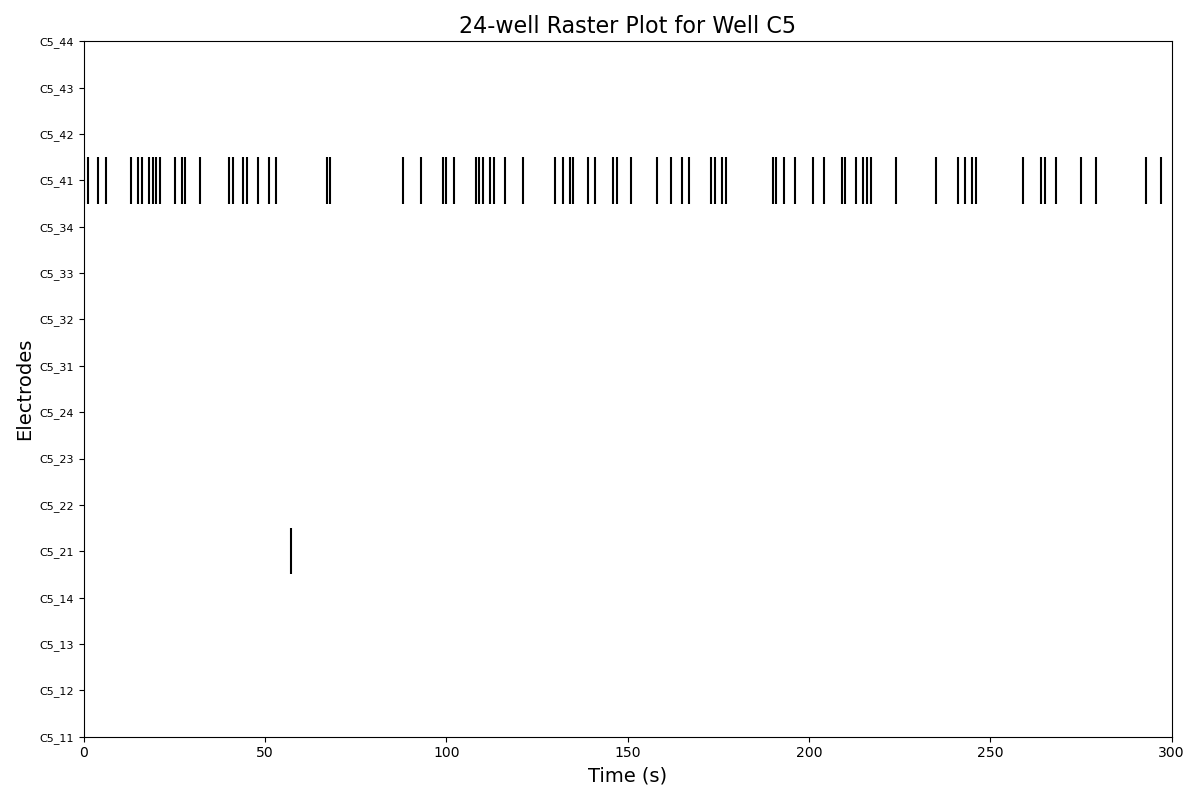 24-well Raster Plot for Well C5
C5_44
C5_43
C5_42
C5_41
C5_34
C5_33
C5_32
C5_31
C5_24
C5_23
C5_22
C5_21
C5_14
C5_13
C5_12
C5_11
Electrodes
0 50 100 150 200 250 300
Time (s)